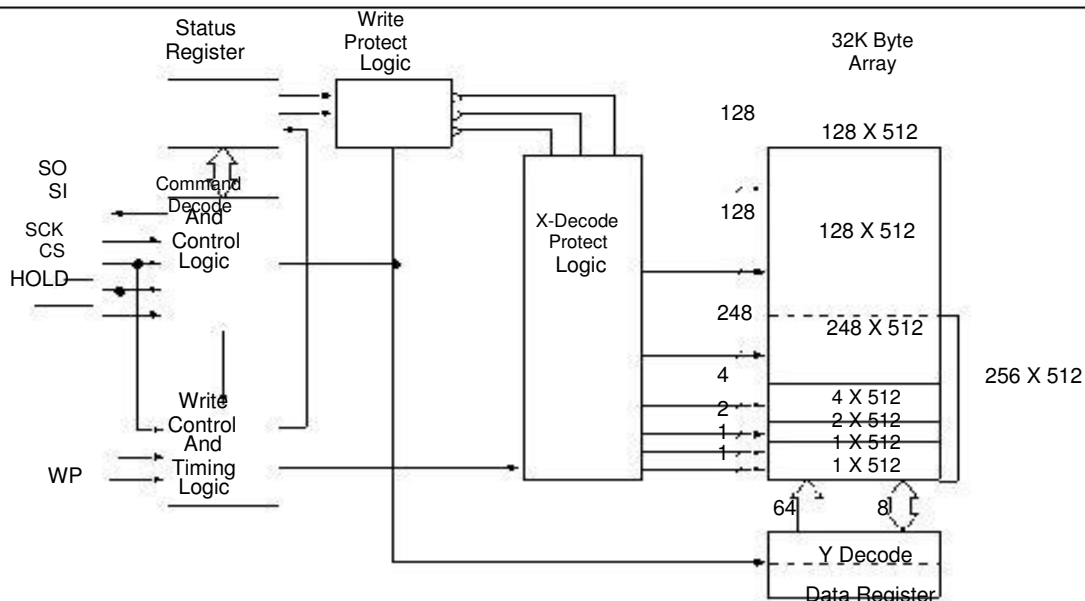 Status
Register
Write
Protect
Logic
32K Byte
Array
128
128 X 512
SO
SI
Command
Decode
And
Control
Logic
SCK
CS
HOLD
X-Decode
Protect
Logic
128
128 X 512
248
248 X 512
256 X 512
4
4 X 512
2
2 X 512
1
1 X 512
1
1 X 512
Write
Control
And
Timing
Logic
WP
64
8
Y Decode
Data Register